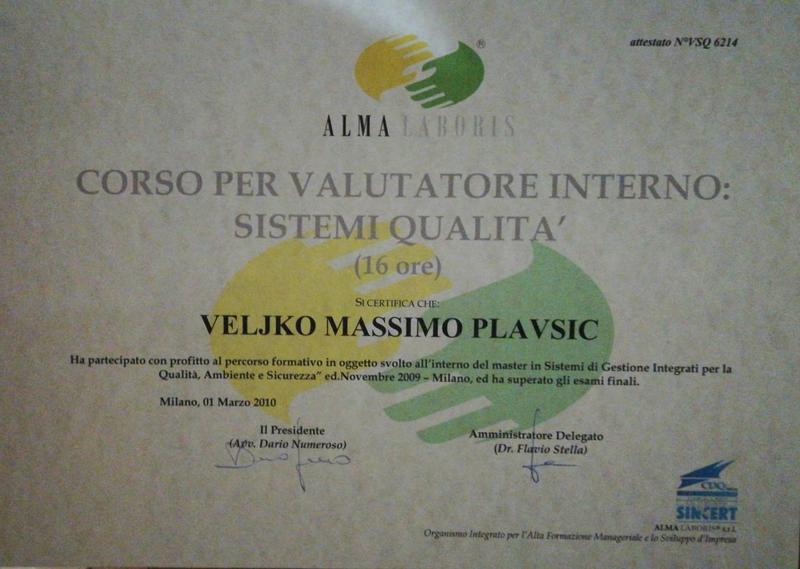 attestato N°VSQ 6214
®
ALMA LABORIS
CORSO PER VALUTATORE INTERNO:
SISTEMI QUALITA'
(16 ore)
SI CERTIFICA CHE:
VELJKO MASSIMO PLAVSIC
Ha partecipato con profitto al percorso formativo in oggetto svolto all'interno del master in Sistemi di Gestione Integrati per la
Qualità, Ambiente e Sicurezza" ed.Novembre 2009 – Milano, ed ha superato gli esami finali.
Milano, 01 Marzo 2010
Il Presidente
(Avv. Dario Numeroso)
Amministratore Delegato
(Dr. Flavio Stella)
CDQ
SINCERT
ALMA LABORIS® s.r.l.
Organismo Integrato per l'Alta Formazione Manageriale e lo Sviluppo d'Impresa